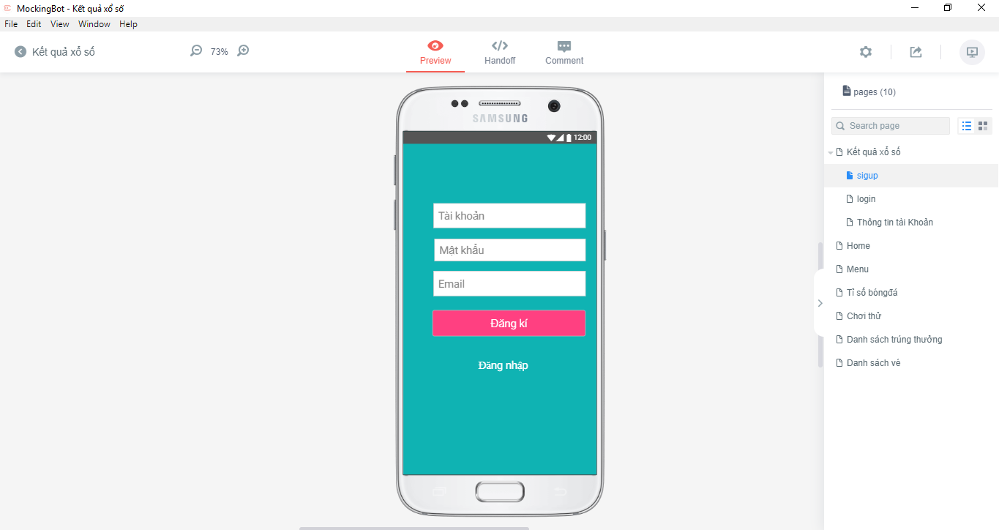 MockingBot - Kết quả xổ số
File Edit View Window Help
Kết quả xổ số
73%
Preview
Handoff
Comment
SAMSUNG
12:00
Tài khoản
Mật khẩu
Email
Đăng kí
Đăng nhập
pages (10)
Search page
Kết quả xổ số
sigup
login
Thông tin tài Khoản
Home
Menu
Tỉ số bóngđá
Chơi thử
Danh sách trúng thưởng
Danh sách vé